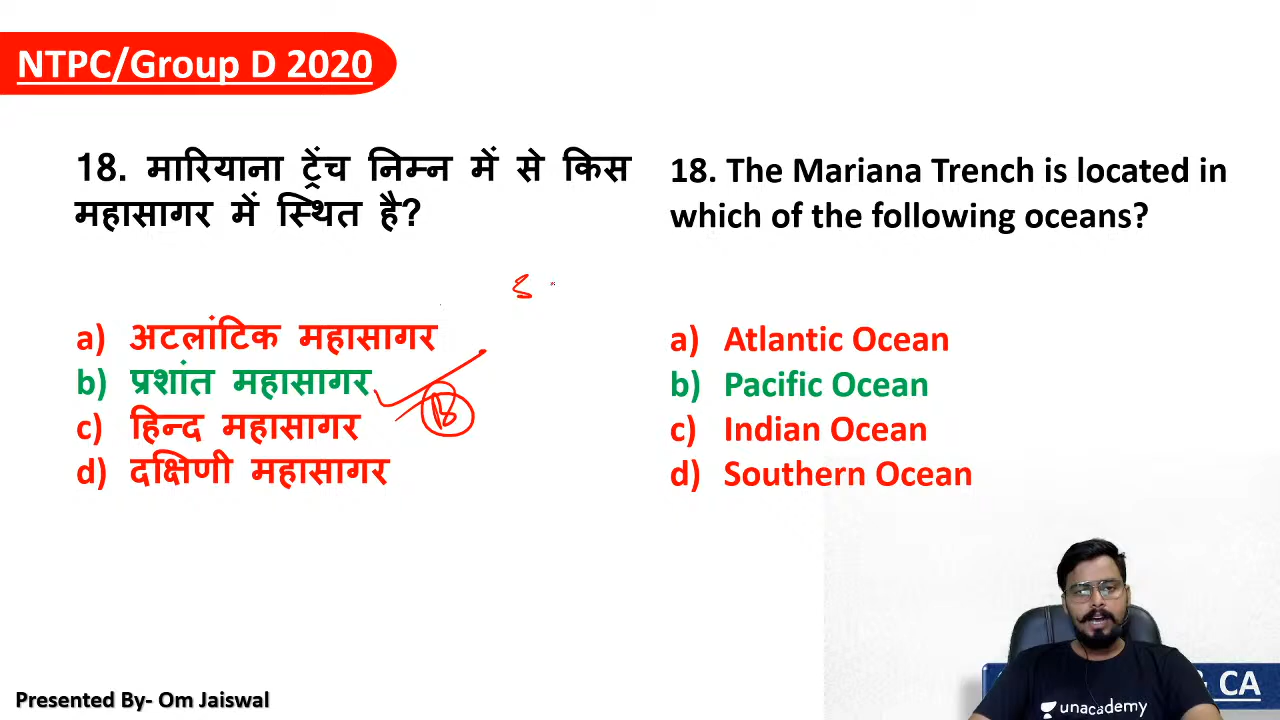 NTPC/Group D 2020
18. मारियाना ट्रेंच निम्न में से किस
महासागर में स्थित है?
a) अटलांटिक महासागर
b) प्रशांत महासागर
c) हिन्द महासागर
d) दक्षिणी महासागर
B
18. The Mariana Trench is located in
which of the following oceans?
a) Atlantic Ocean
b) Pacific Ocean
c) Indian Ocean
d) Southern Ocean
unacademy
CA
Presented By- Om Jaiswal